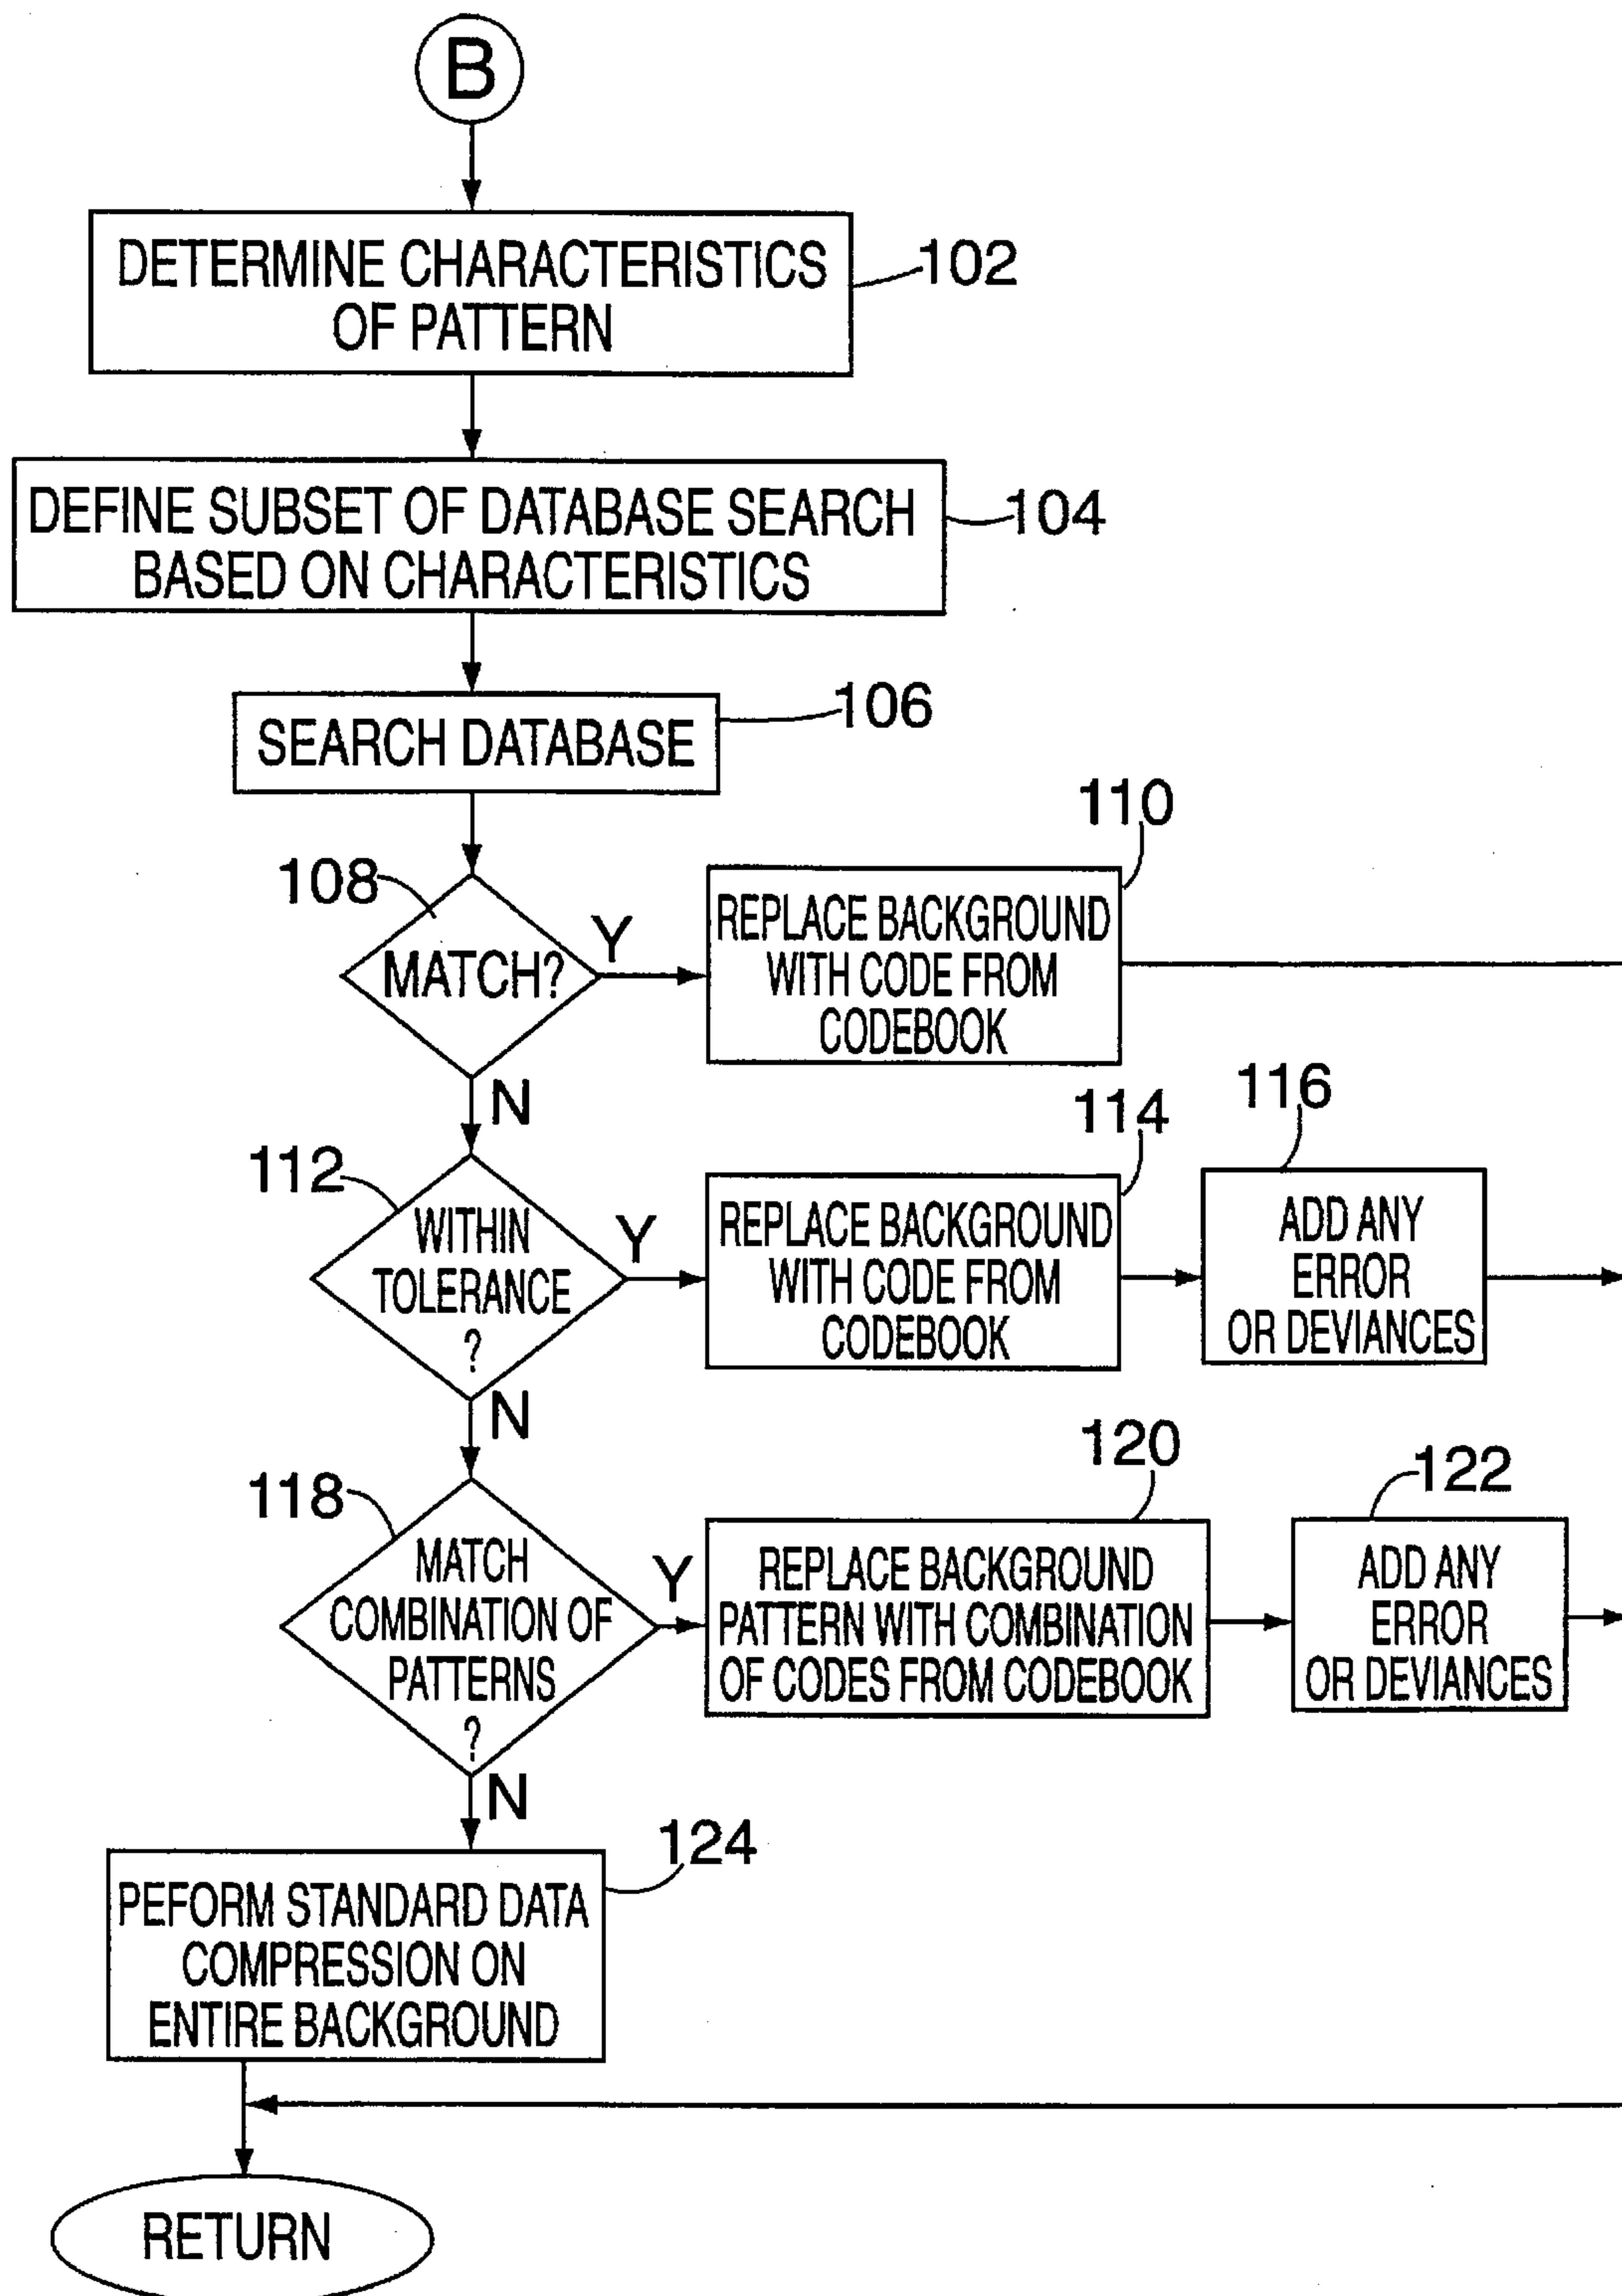 B
DETERMINE CHARACTERISTICS
OF PATTERN
102
DEFINE SUBSET OF DATABASE SEARCH
BASED ON CHARACTERISTICS
104
SEARCH DATABASE
106
108
MATCH?
Y
N
110
REPLACE BACKGROUND
WITH CODE FROM
CODEBOOK
112
WITHIN
TOLERANCE
?
Y
N
114
REPLACE BACKGROUND
WITH CODE FROM
CODEBOOK
116
ADD ANY
ERROR
OR DEVIANCES
118
MATCH
COMBINATION OF
PATTERNS
?
Y
N
120
REPLACE BACKGROUND
PATTERN WITH COMBINATION
OF CODES FROM CODEBOOK
122
ADD ANY
ERROR
OR DEVIANCES
124
PEFORM STANDARD DATA
COMPRESSION ON
ENTIRE BACKGROUND
RETURN